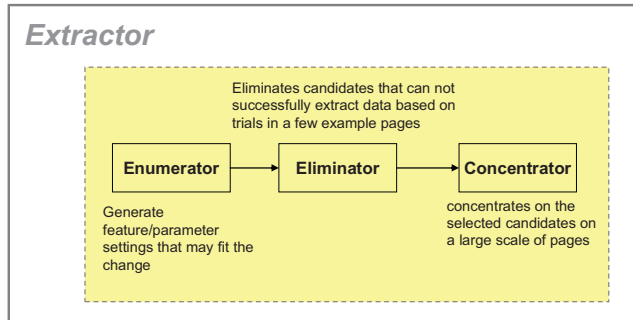 Extractor
Eliminates candidates that can not
successfully extract data based on
trials in a few example pages
Enumerator
Eliminator
Concentrator
Generate
feature/parameter
settings that may fit the
change
concentrates on the
selected candidates on
a large scale of pages